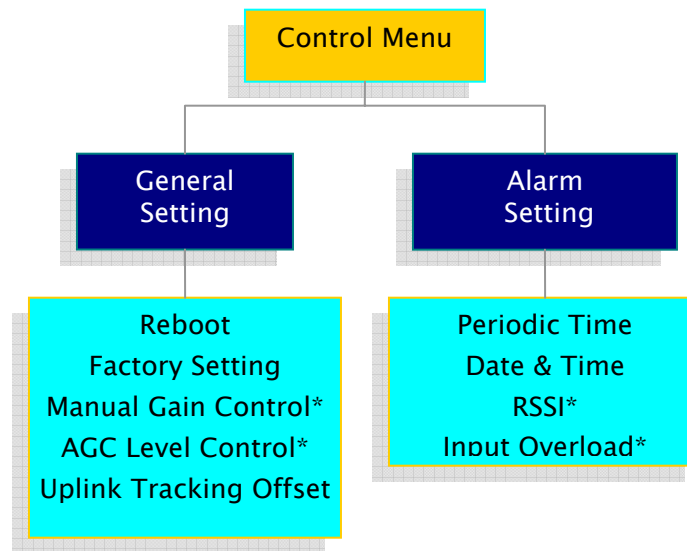 Control Menu
General
Setting
Alarm
Setting
Reboot
Factory Setting
Manual Gain Control*
AGC Level Control*
Uplink Tracking Offset
Periodic Time
Date & Time
RSSI*
Input Overload*